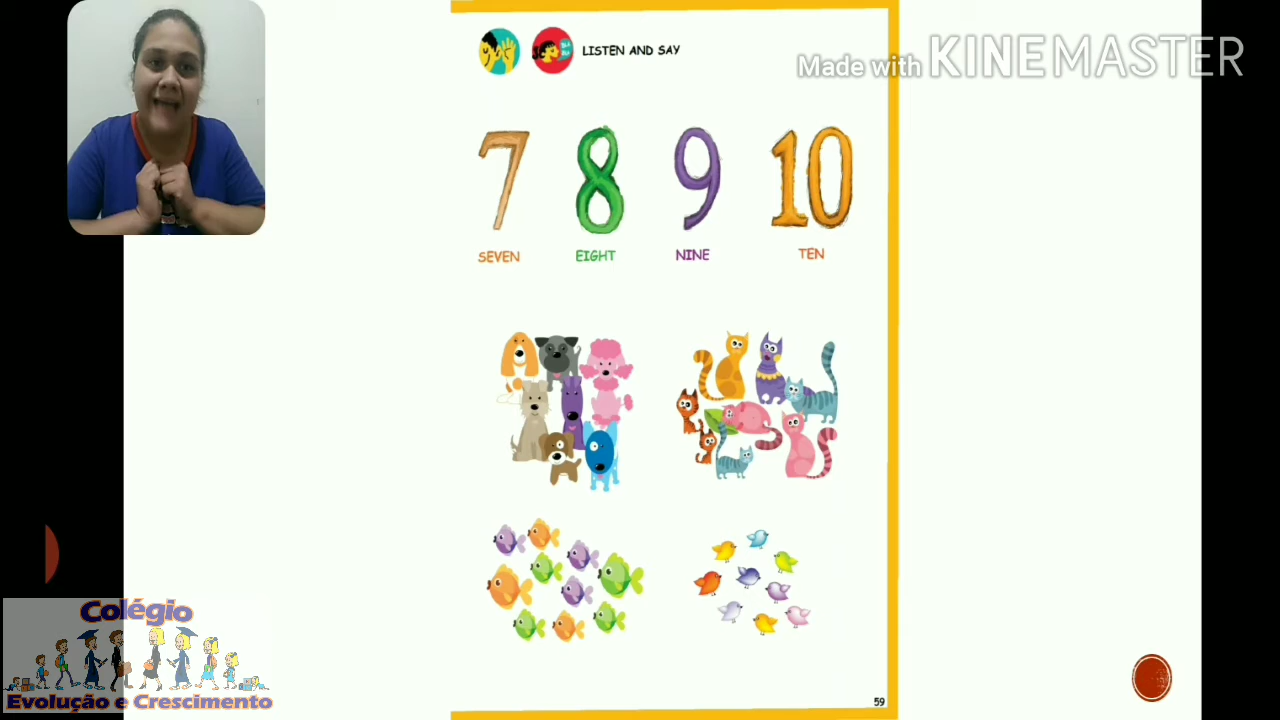 LISTEN AND SAY
Made with KINEMASTER
7 8 9 10
SEVEN EIGHT NINE TEN
59
Colégio
Evolução e Crescimento